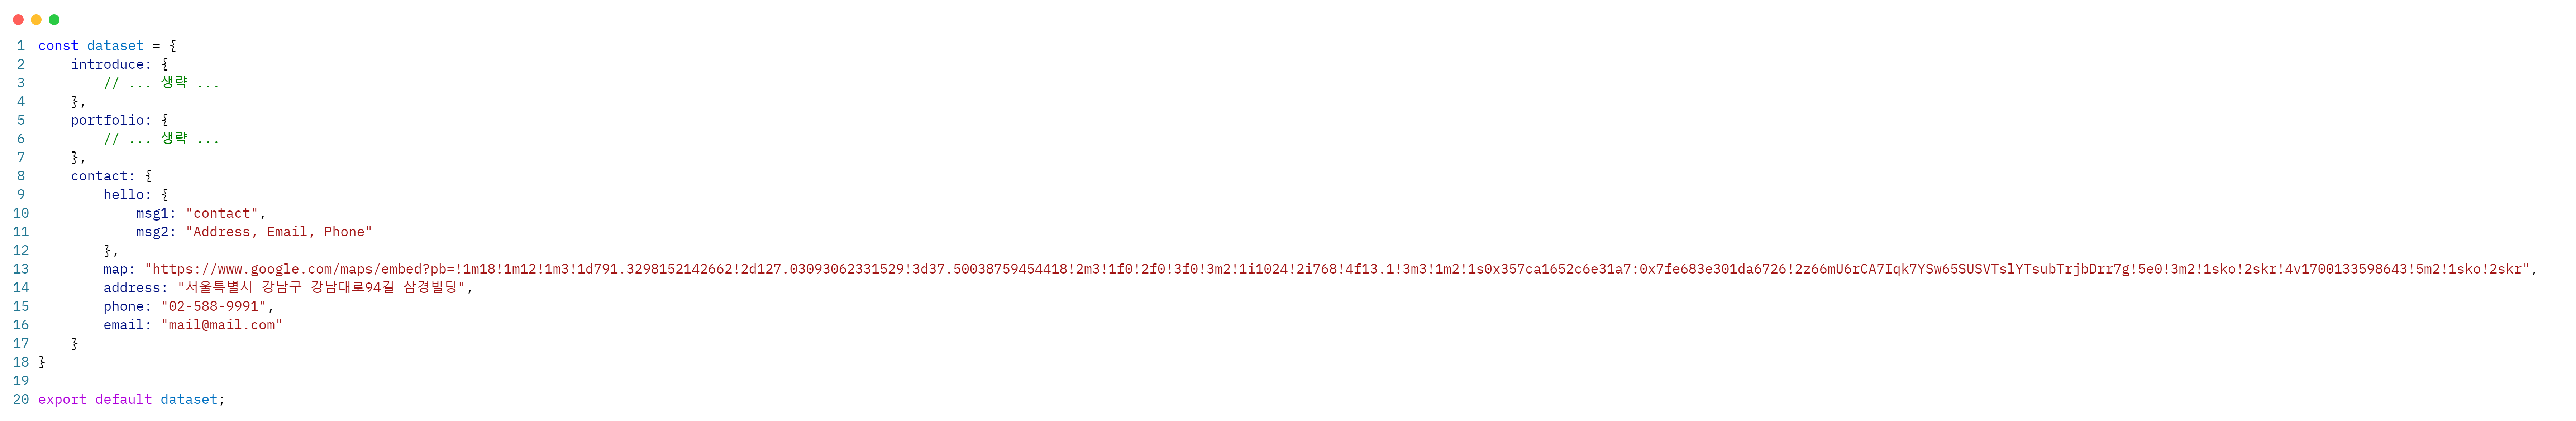 1 const dataset = {
2     introduce: {
3         // ... 생략 ...
4     },
5     portfolio: {
6         // ... 생략 ...
7     },
8     contact: {
9         hello: {
10             msg1: "contact",
11             msg2: "Address, Email, Phone"
12         },
13         map: "https://www.google.com/maps/embed?pb=!1m18!1m12!1m3!1d791.3298152142662!2d127.03093062331529!3d37.50038759454418!2m3!1f0!2f0!3f0!3m2!1i1024!2i768!4f13.1!3m3!1m2!1s0x357ca1652c6e31a7:0x7fe683e301da6726!2z66mU6rCA7Iqk7YSw65SUSVTslYTsubTrjbDrr7g!5e0!3m2!1sko!2skr!4v1700133598643!5m2!1sko!2skr",
14         address: "서울특별시 강남구 강남대로94길 삼경빌딩",
15         phone: "02-588-9991",
16         email: "mail@mail.com"
17     }
18 }
19
20 export default dataset;